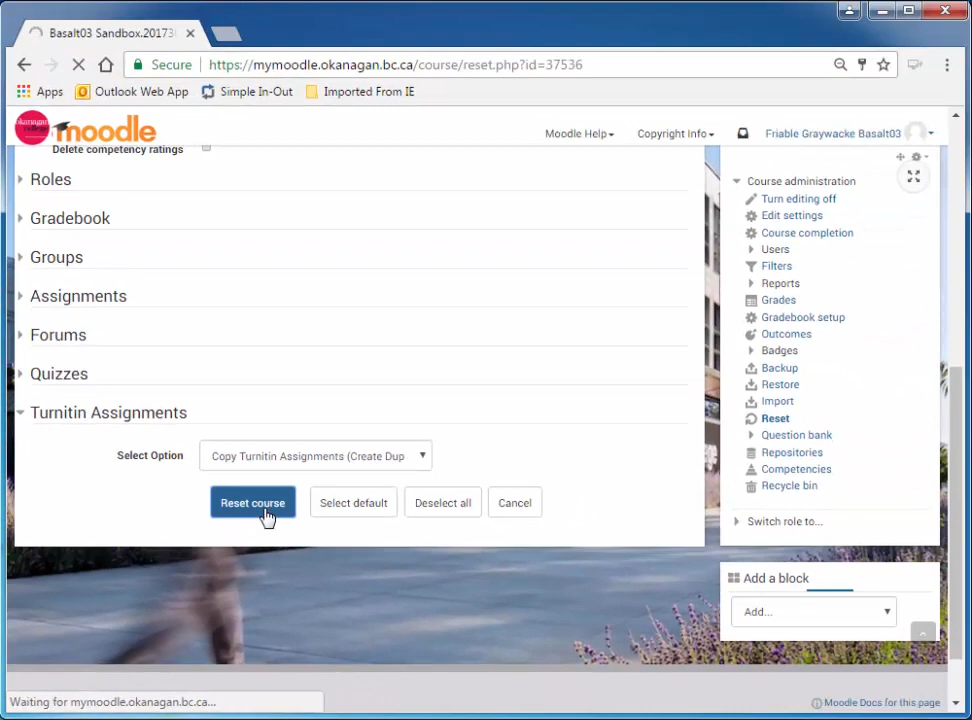 Basalt03 Sandbox.20173
Secure
https://mymoodle.okanagan.bc.ca/course/reset.php?id=37536
Apps
Outlook Web App
Simple In-Out
Imported From IE
okanagan college
moodle
Moodle Help
Copyright Info
Friable Graywacke Basalt03
Delete competency ratings
Roles
Gradebook
Groups
Assignments
Forums
Quizzes
Turnitin Assignments
Select Option
Copy Turnitin Assignments (Create Dup
Reset course
Select default
Deselect all
Cancel
Course administration
Turn editing off
Edit settings
Course completion
Users
Filters
Reports
Grades
Gradebook setup
Outcomes
Badges
Backup
Restore
Import
Reset
Question bank
Repositories
Competencies
Recycle bin
Switch role to...
Add a block
Add...
Waiting for mymoodle.okanagan.bc.ca...
Moodle Docs for this page